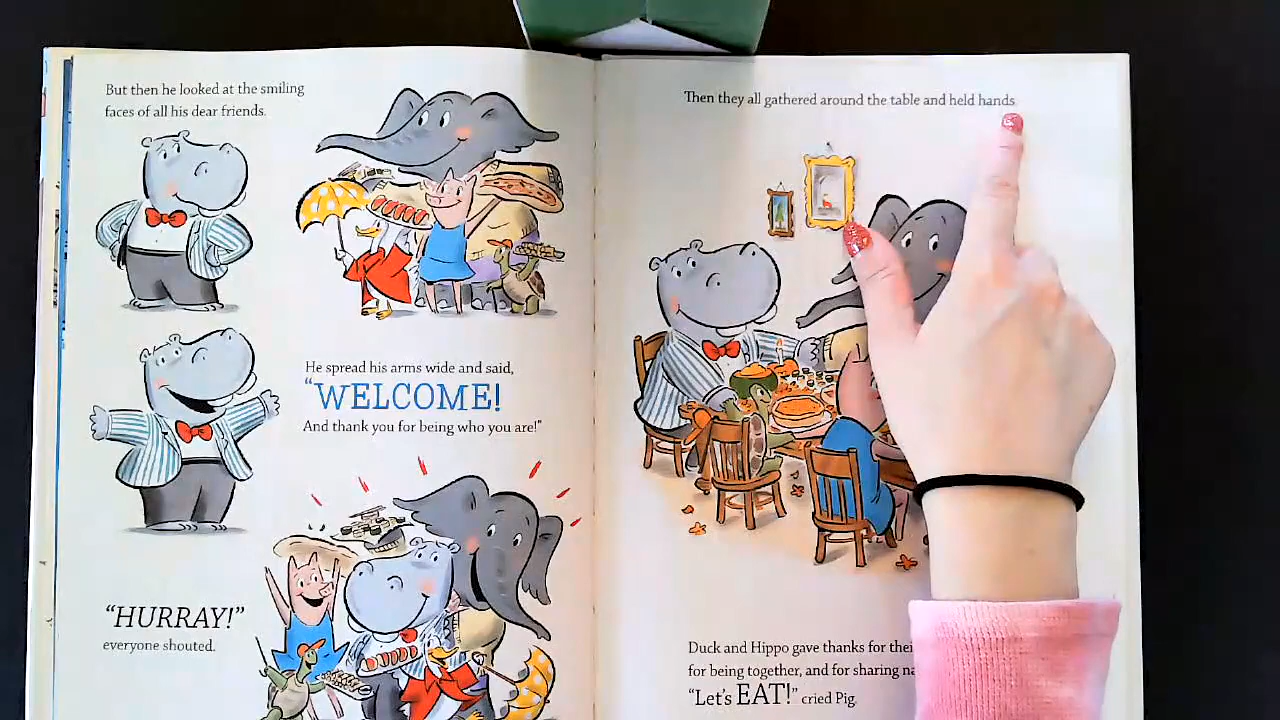 But then he looked at the smiling
faces of all his dear friends.
He spread his arms wide and said,
“WELCOME!
And thank you for being who you are!”
“HURRAY!”
everyone shouted.
Then they all gathered around the table and held hands
Duck and Hippo gave thanks for
for being together, and for sharing
“Let’s EAT!” cried Pig.